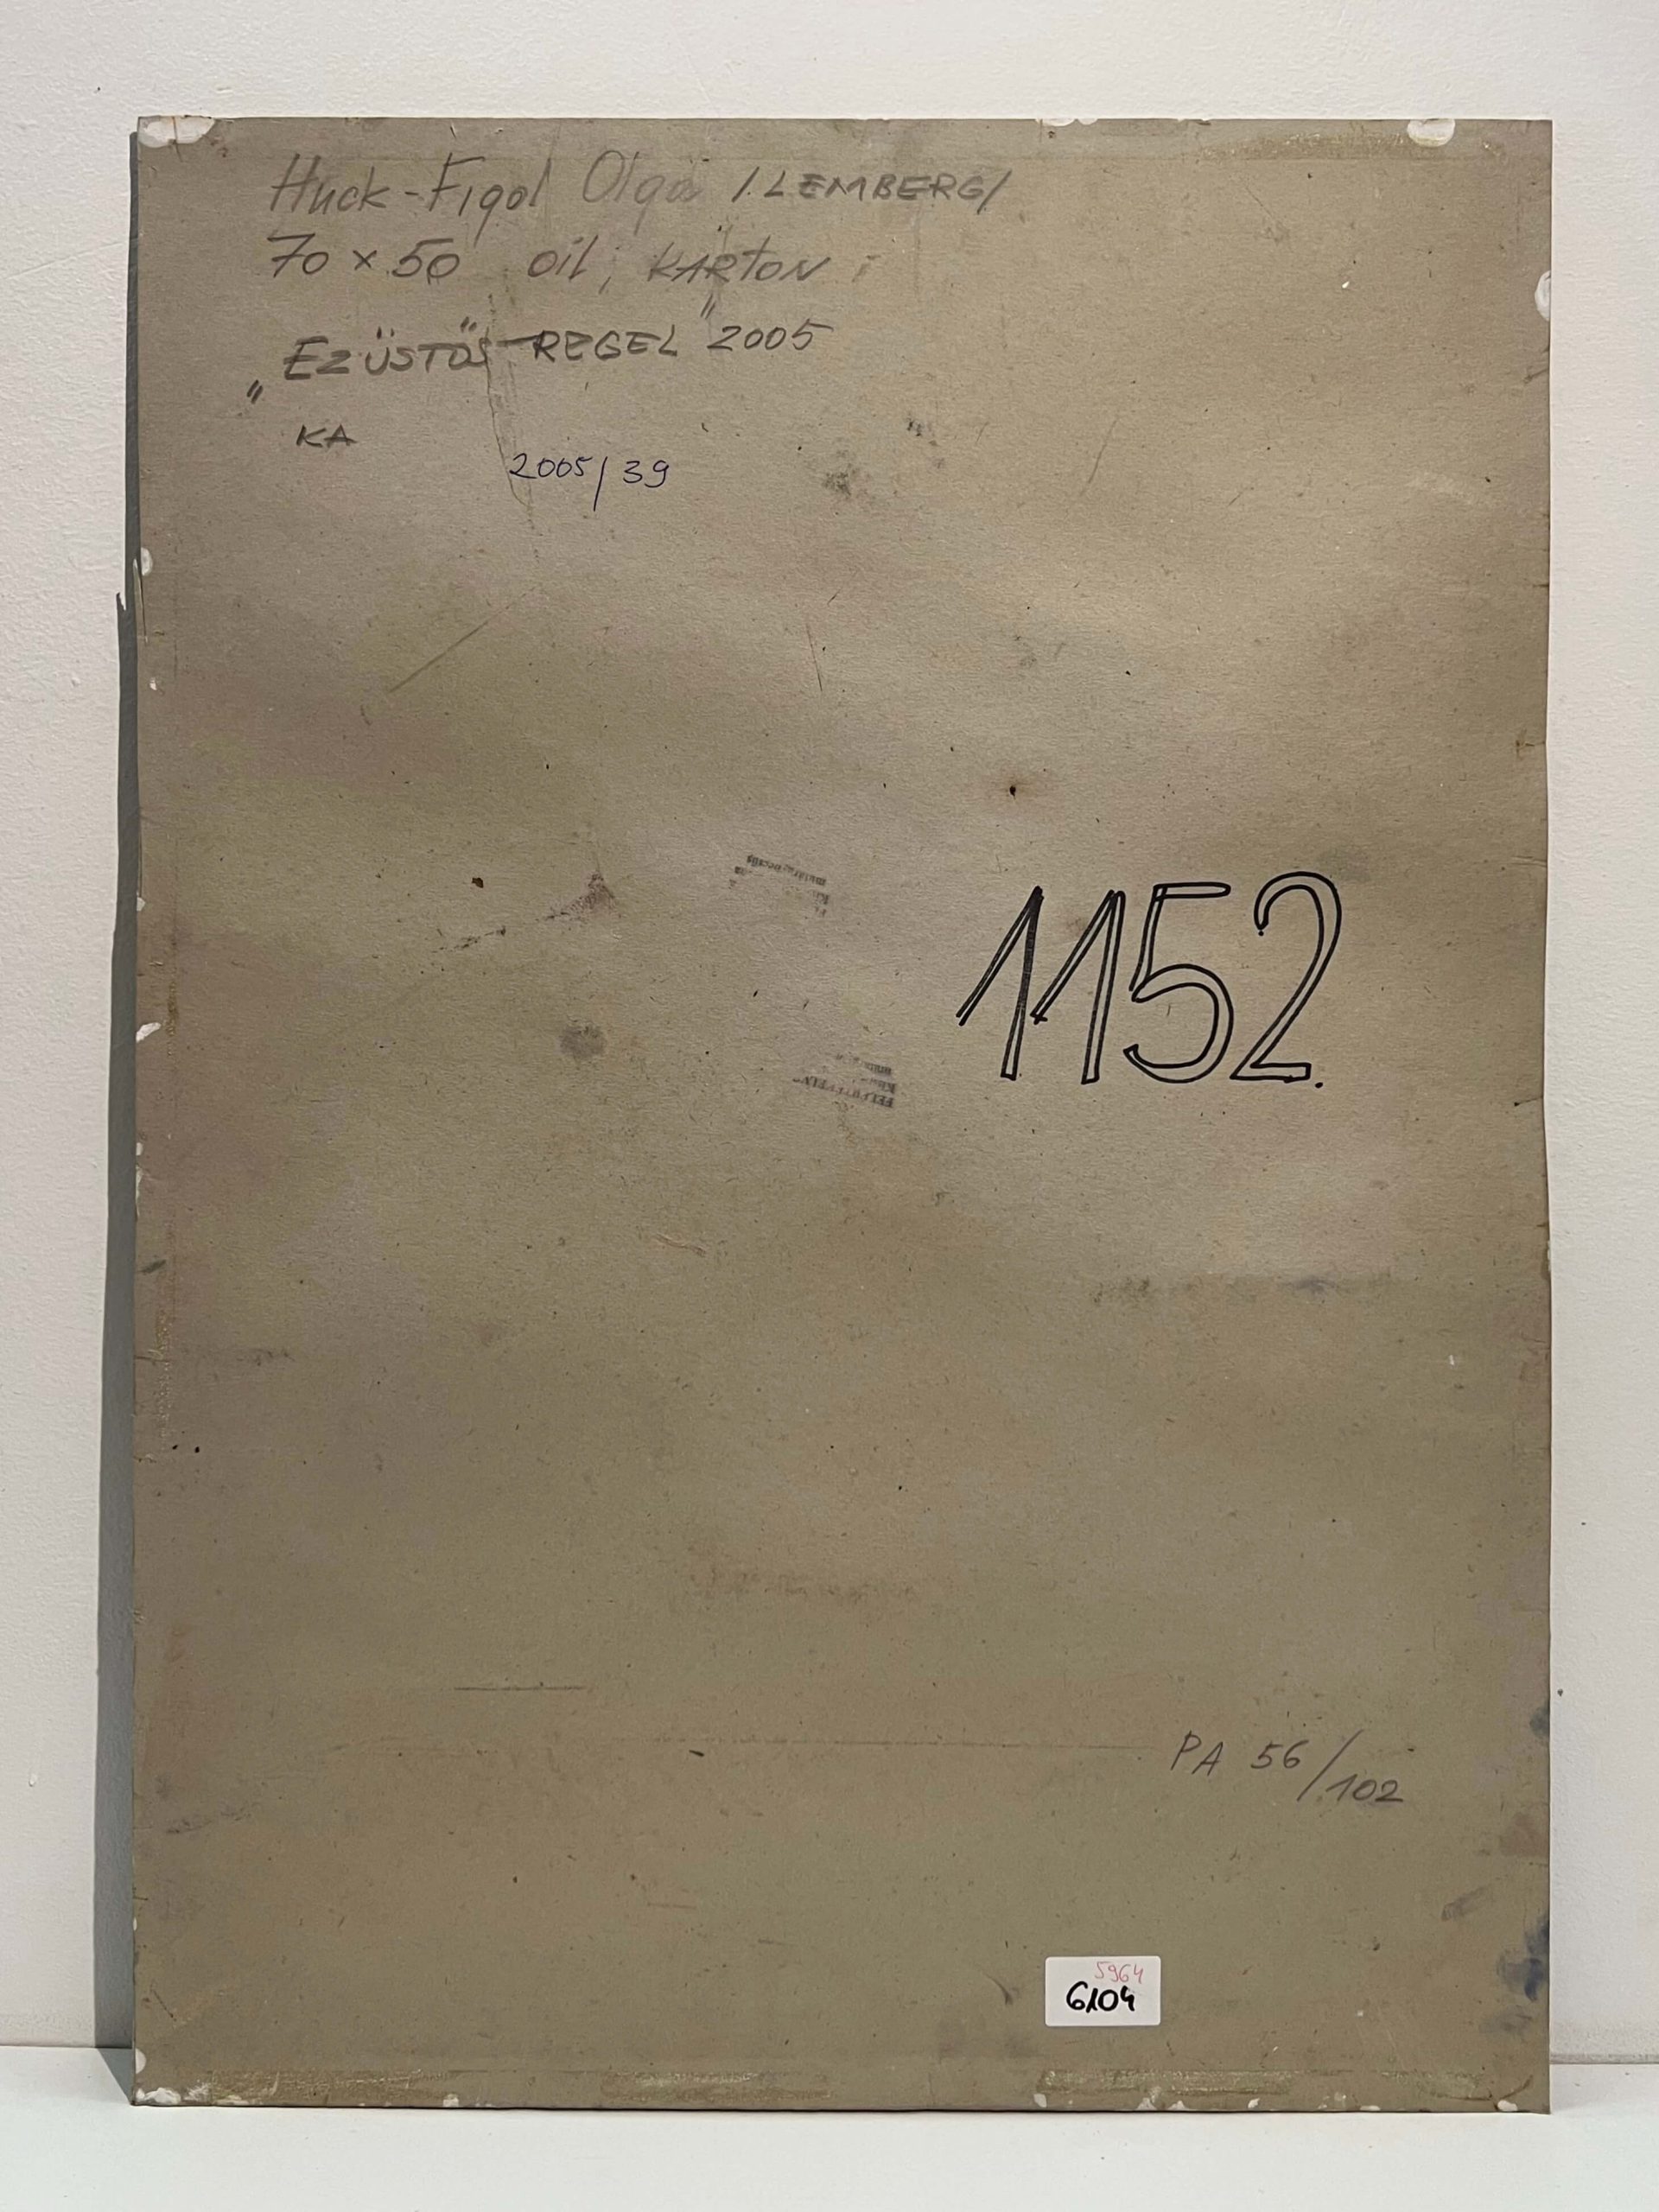 Huck-Figol Olga /LEMBERG/
70 x 50 oil, KARTON
„EZÜSTÖS REGEL" 2005
KA
2005/39
1152.
PA 56/102
5964
6104